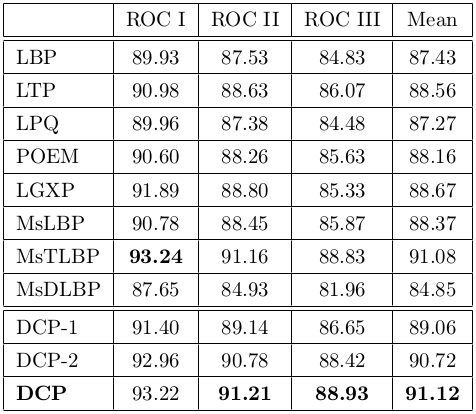 ROC I ROC II ROC III Mean
LBP 89.93 87.53 84.83 87.43
LTP 90.98 88.63 86.07 88.56
LPQ 89.96 87.38 84.48 87.27
POEM 90.60 88.26 85.63 88.16
LGXP 91.89 88.80 85.33 88.67
MsLBP 90.78 88.45 85.87 88.37
MsTLBP 93.24 91.16 88.83 91.08
MsDLBP 87.65 84.93 81.96 84.85
DCP-1 91.40 89.14 86.65 89.06
DCP-2 92.96 90.78 88.42 90.72
DCP 93.22 91.21 88.93 91.12